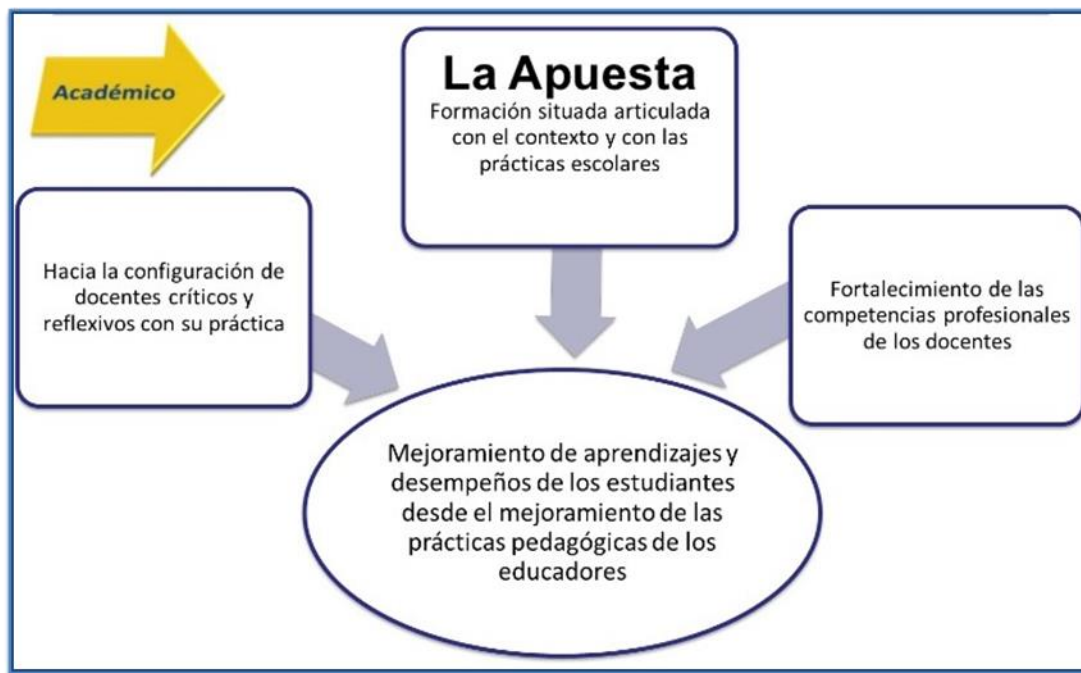 Académico
La Apuesta
Formación situada articulada
con el contexto y con las
prácticas escolares
Hacia la configuración de
docentes críticos y
reflexivos con su práctica
Fortalecimiento de las
competencias profesionales
de los docentes
Mejoramiento de aprendizajes y
desempeños de los estudiantes
desde el mejoramiento de las
prácticas pedagógicas de los
educadores